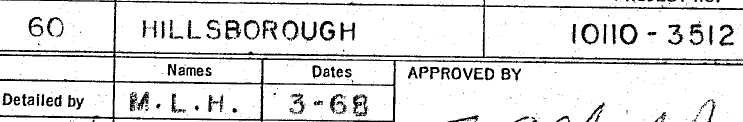 60 HILLSBOROUGH 10110-3512
Names Dates APPROVED BY
Detailed by M.L.H. 3-68